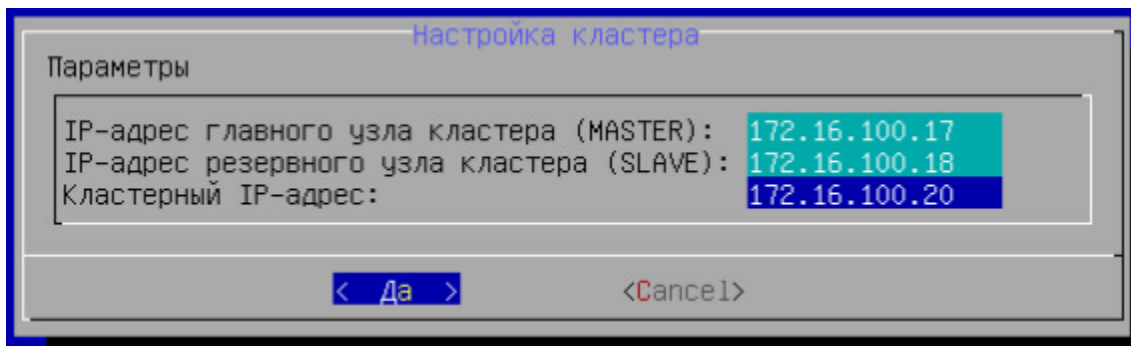 Настройка кластера
Параметры
IP-адрес главного узла кластера (MASTER): 172.16.100.17
IP-адрес резервного узла кластера (SLAVE): 172.16.100.18
Кластерный IP-адрес: 172.16.100.20
< Да > <Cancel>